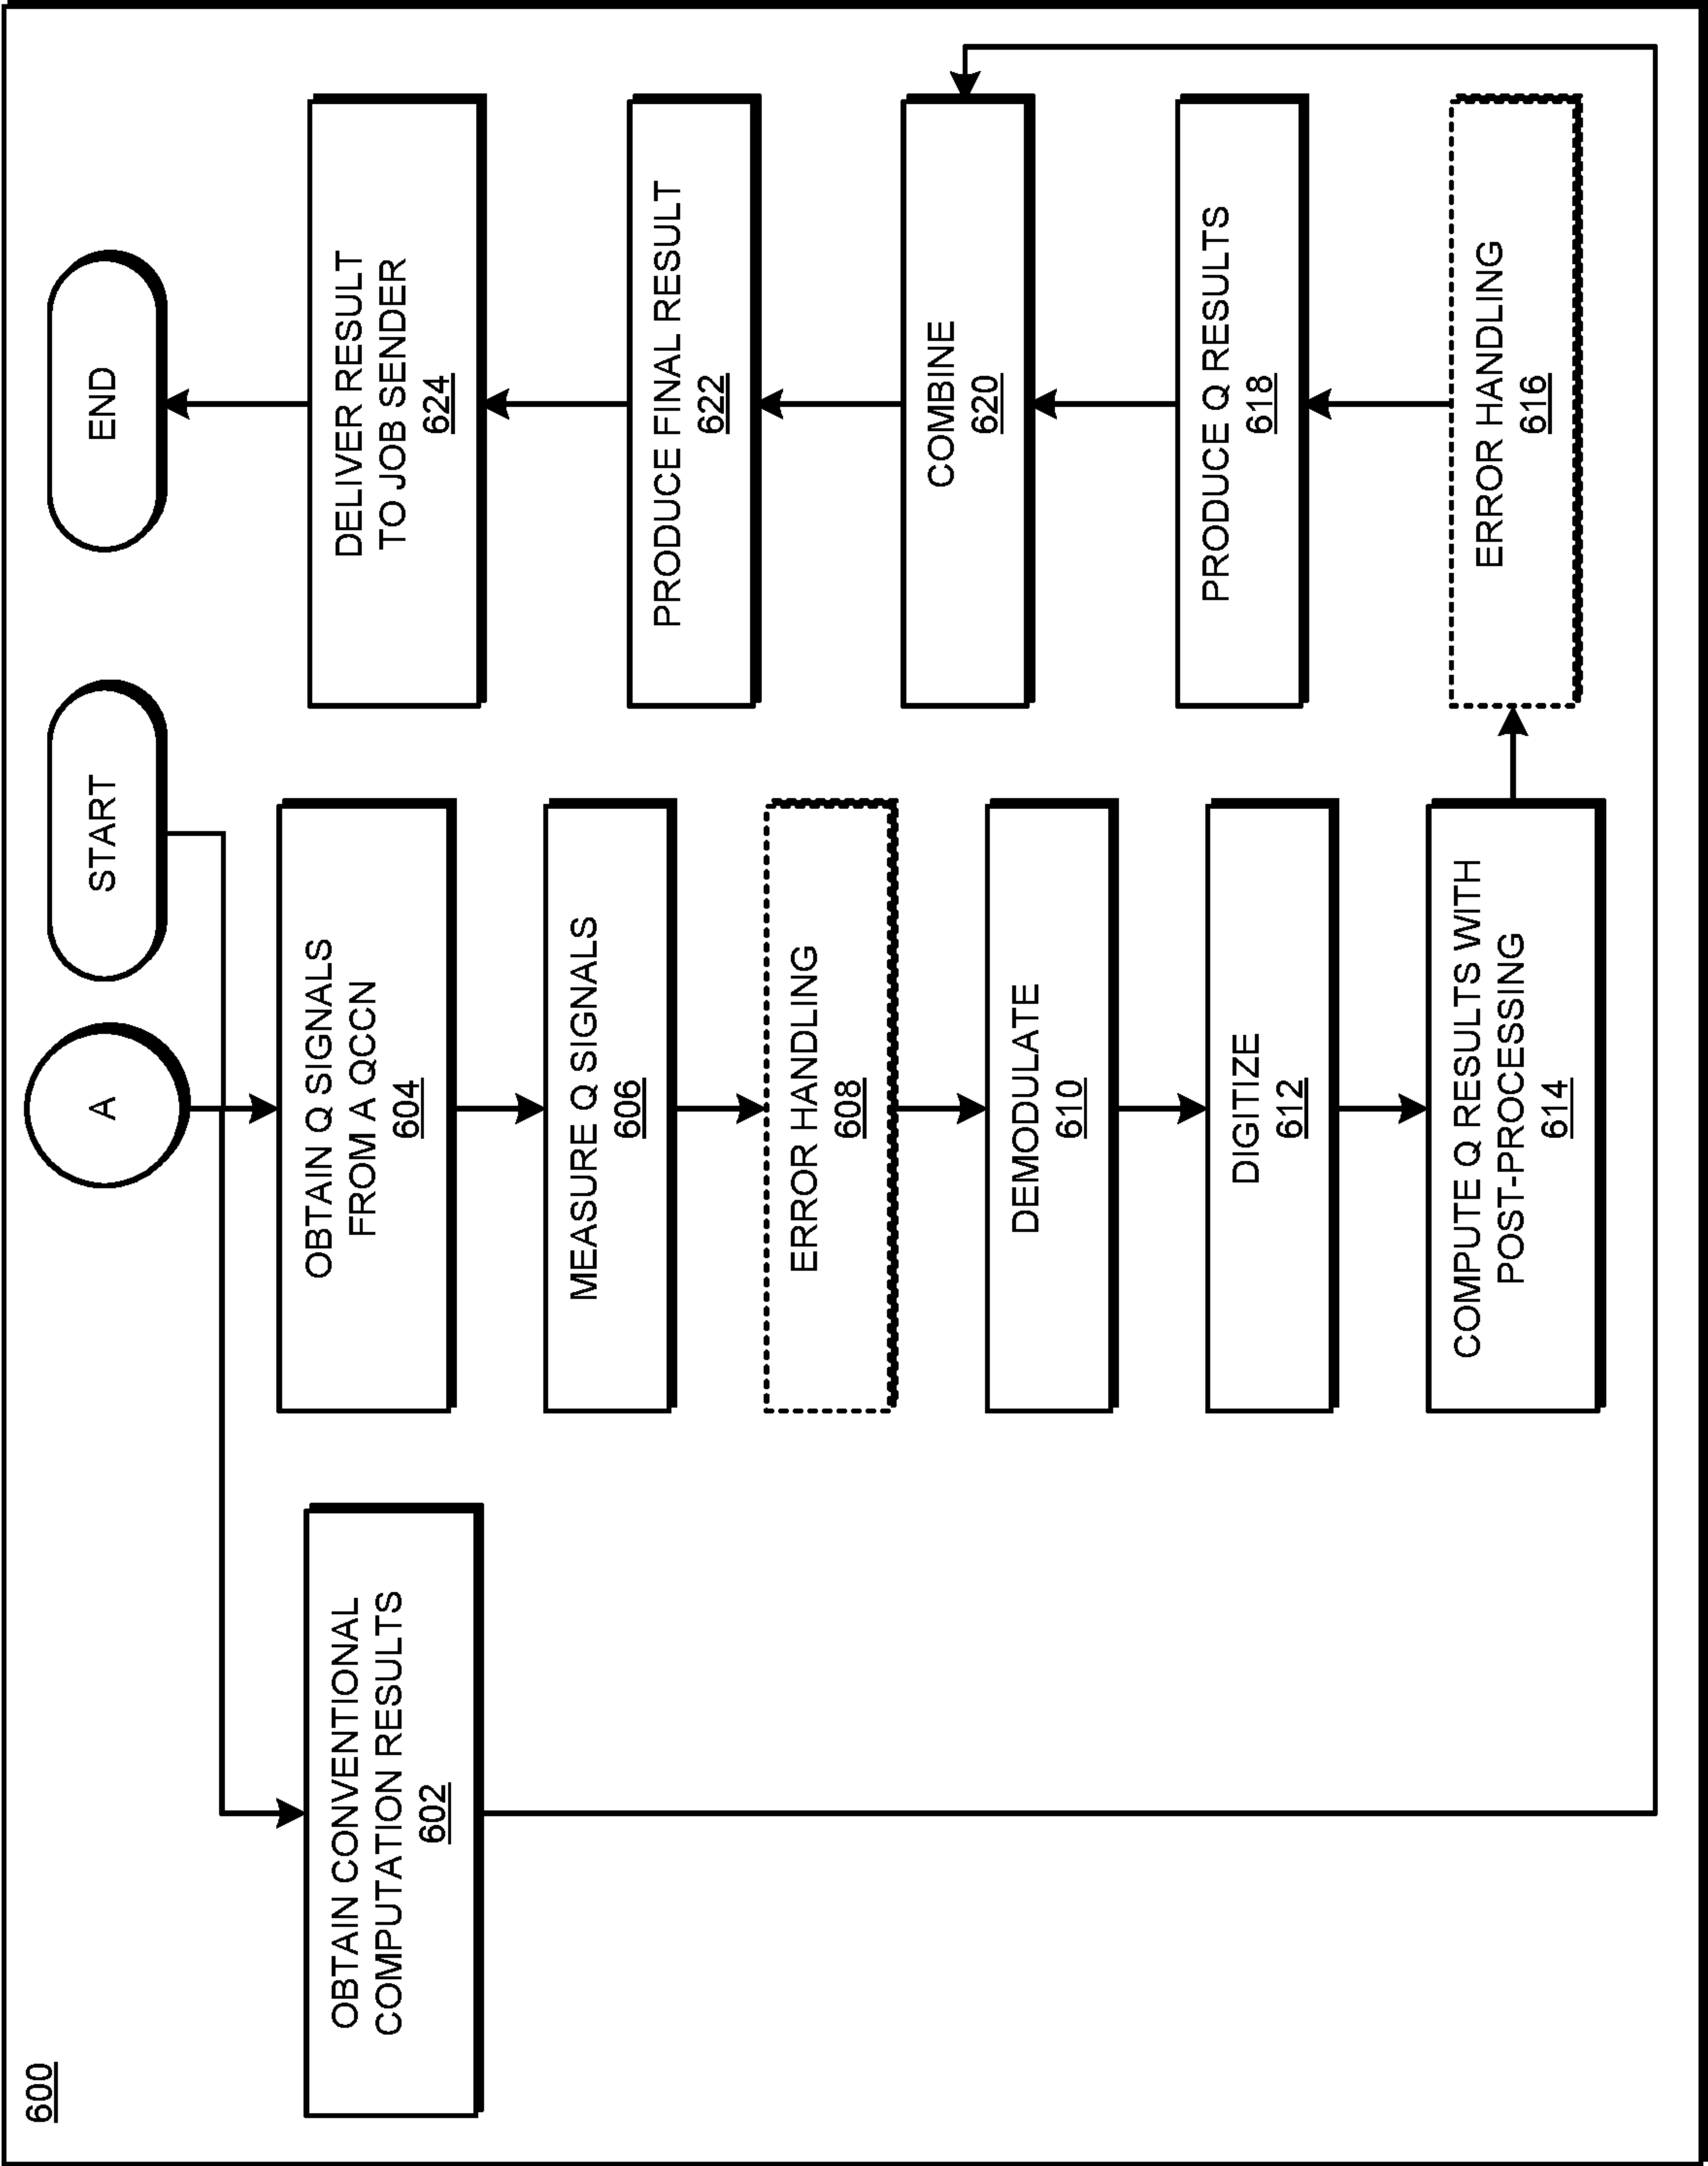 600
A
START
END
OBTAIN CONVENTIONAL
COMPUTATION RESULTS
602
OBTAIN Q SIGNALS
FROM A QCCN
604
MEASURE Q SIGNALS
606
ERROR HANDLING
608
DEMODULATE
610
DIGITIZE
612
COMPUTE Q RESULTS WITH
POST-PROCESSING
614
DELIVER RESULT
TO JOB SENDER
624
PRODUCE FINAL RESULT
622
COMBINE
620
PRODUCE Q RESULTS
618
ERROR HANDLING
616